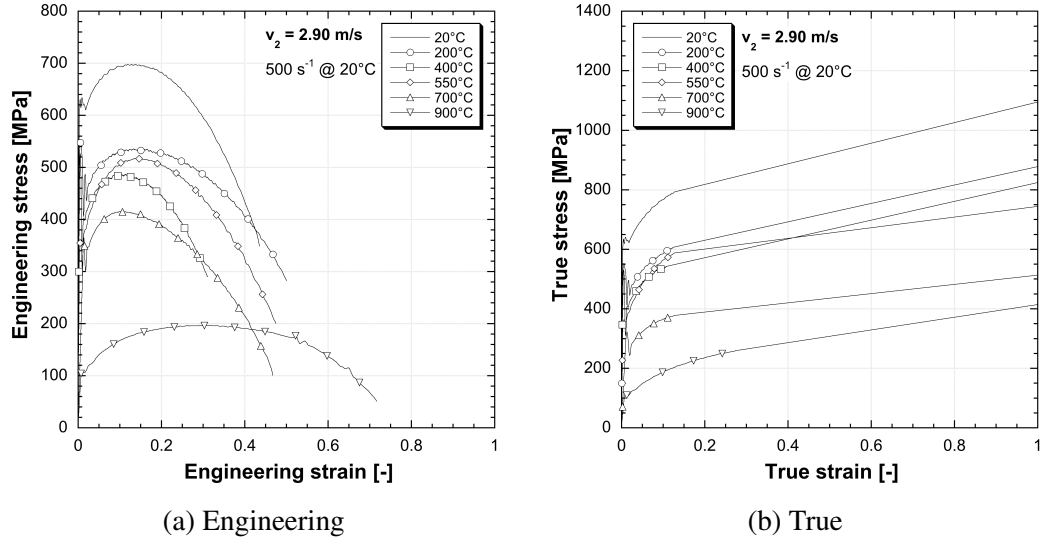 800
700
600
500
400
300
200
100
0
Engineering stress [MPa]
v2 = 2.90 m/s
500 s-1 @ 20°C
20°C
200°C
400°C
550°C
700°C
900°C
0 0.2 0.4 0.6 0.8 1
Engineering strain [-]
(a) Engineering
1400
1200
1000
800
600
400
200
0
True stress [MPa]
20°C
200°C
400°C
550°C
700°C
900°C
v2 = 2.90 m/s
500 s-1 @ 20°C
0 0.2 0.4 0.6 0.8 1
True strain [-]
(b) True